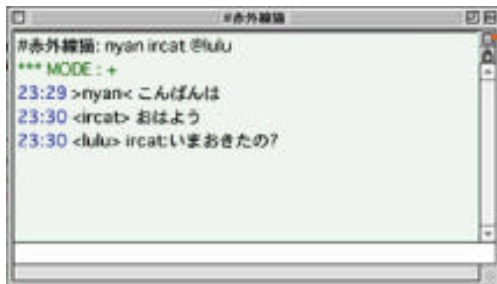 #赤外線猫
#赤外線猫: nyan ircat @lulu
*** MODE : +
23:29 >nyan< こんばんは
23:30 <ircat> おはよう
23:30 <lulu> ircat:いまおきたの?